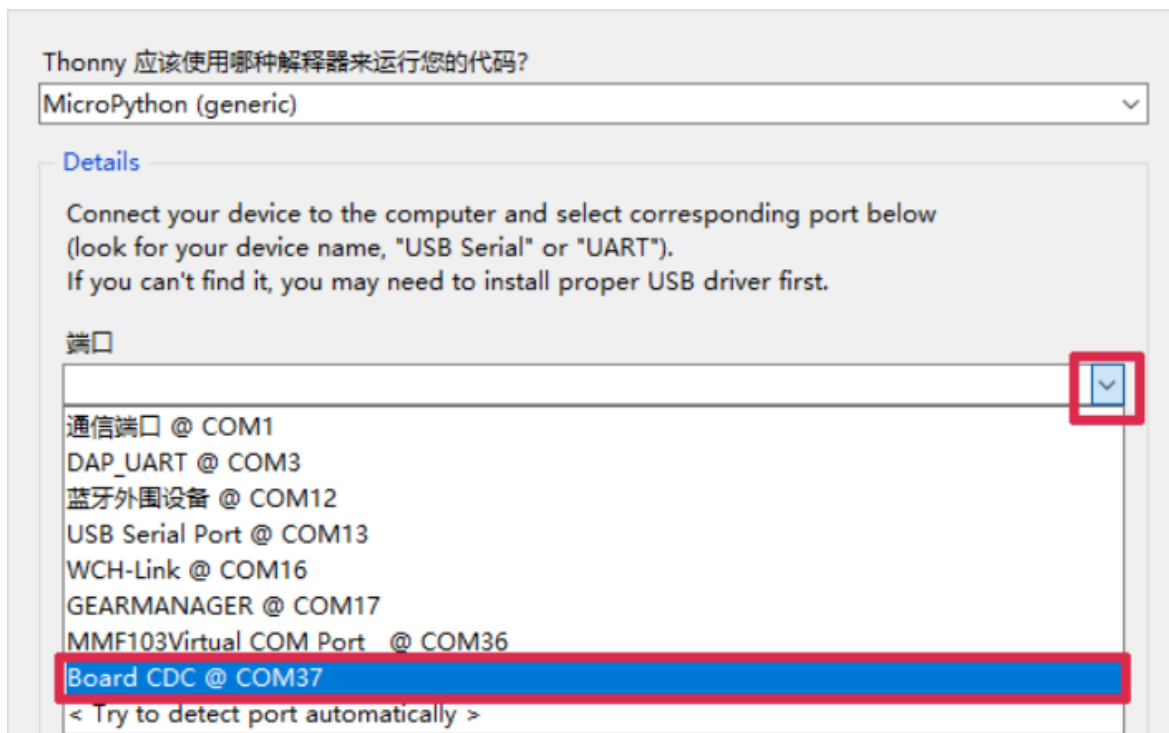 Thonny 应该使用哪种解释器来运行您的代码?
MicroPython (generic)
Details
Connect your device to the computer and select corresponding port below
(look for your device name, "USB Serial" or "UART").
If you can't find it, you may need to install proper USB driver first.
端口
通信端口 @ COM1
DAP_UART @ COM3
蓝牙外围设备 @ COM12
USB Serial Port @ COM13
WCH-Link @ COM16
GEARMANAGER @ COM17
MMF103Virtual COM Port   @ COM36
Board CDC @ COM37
< Try to detect port automatically >